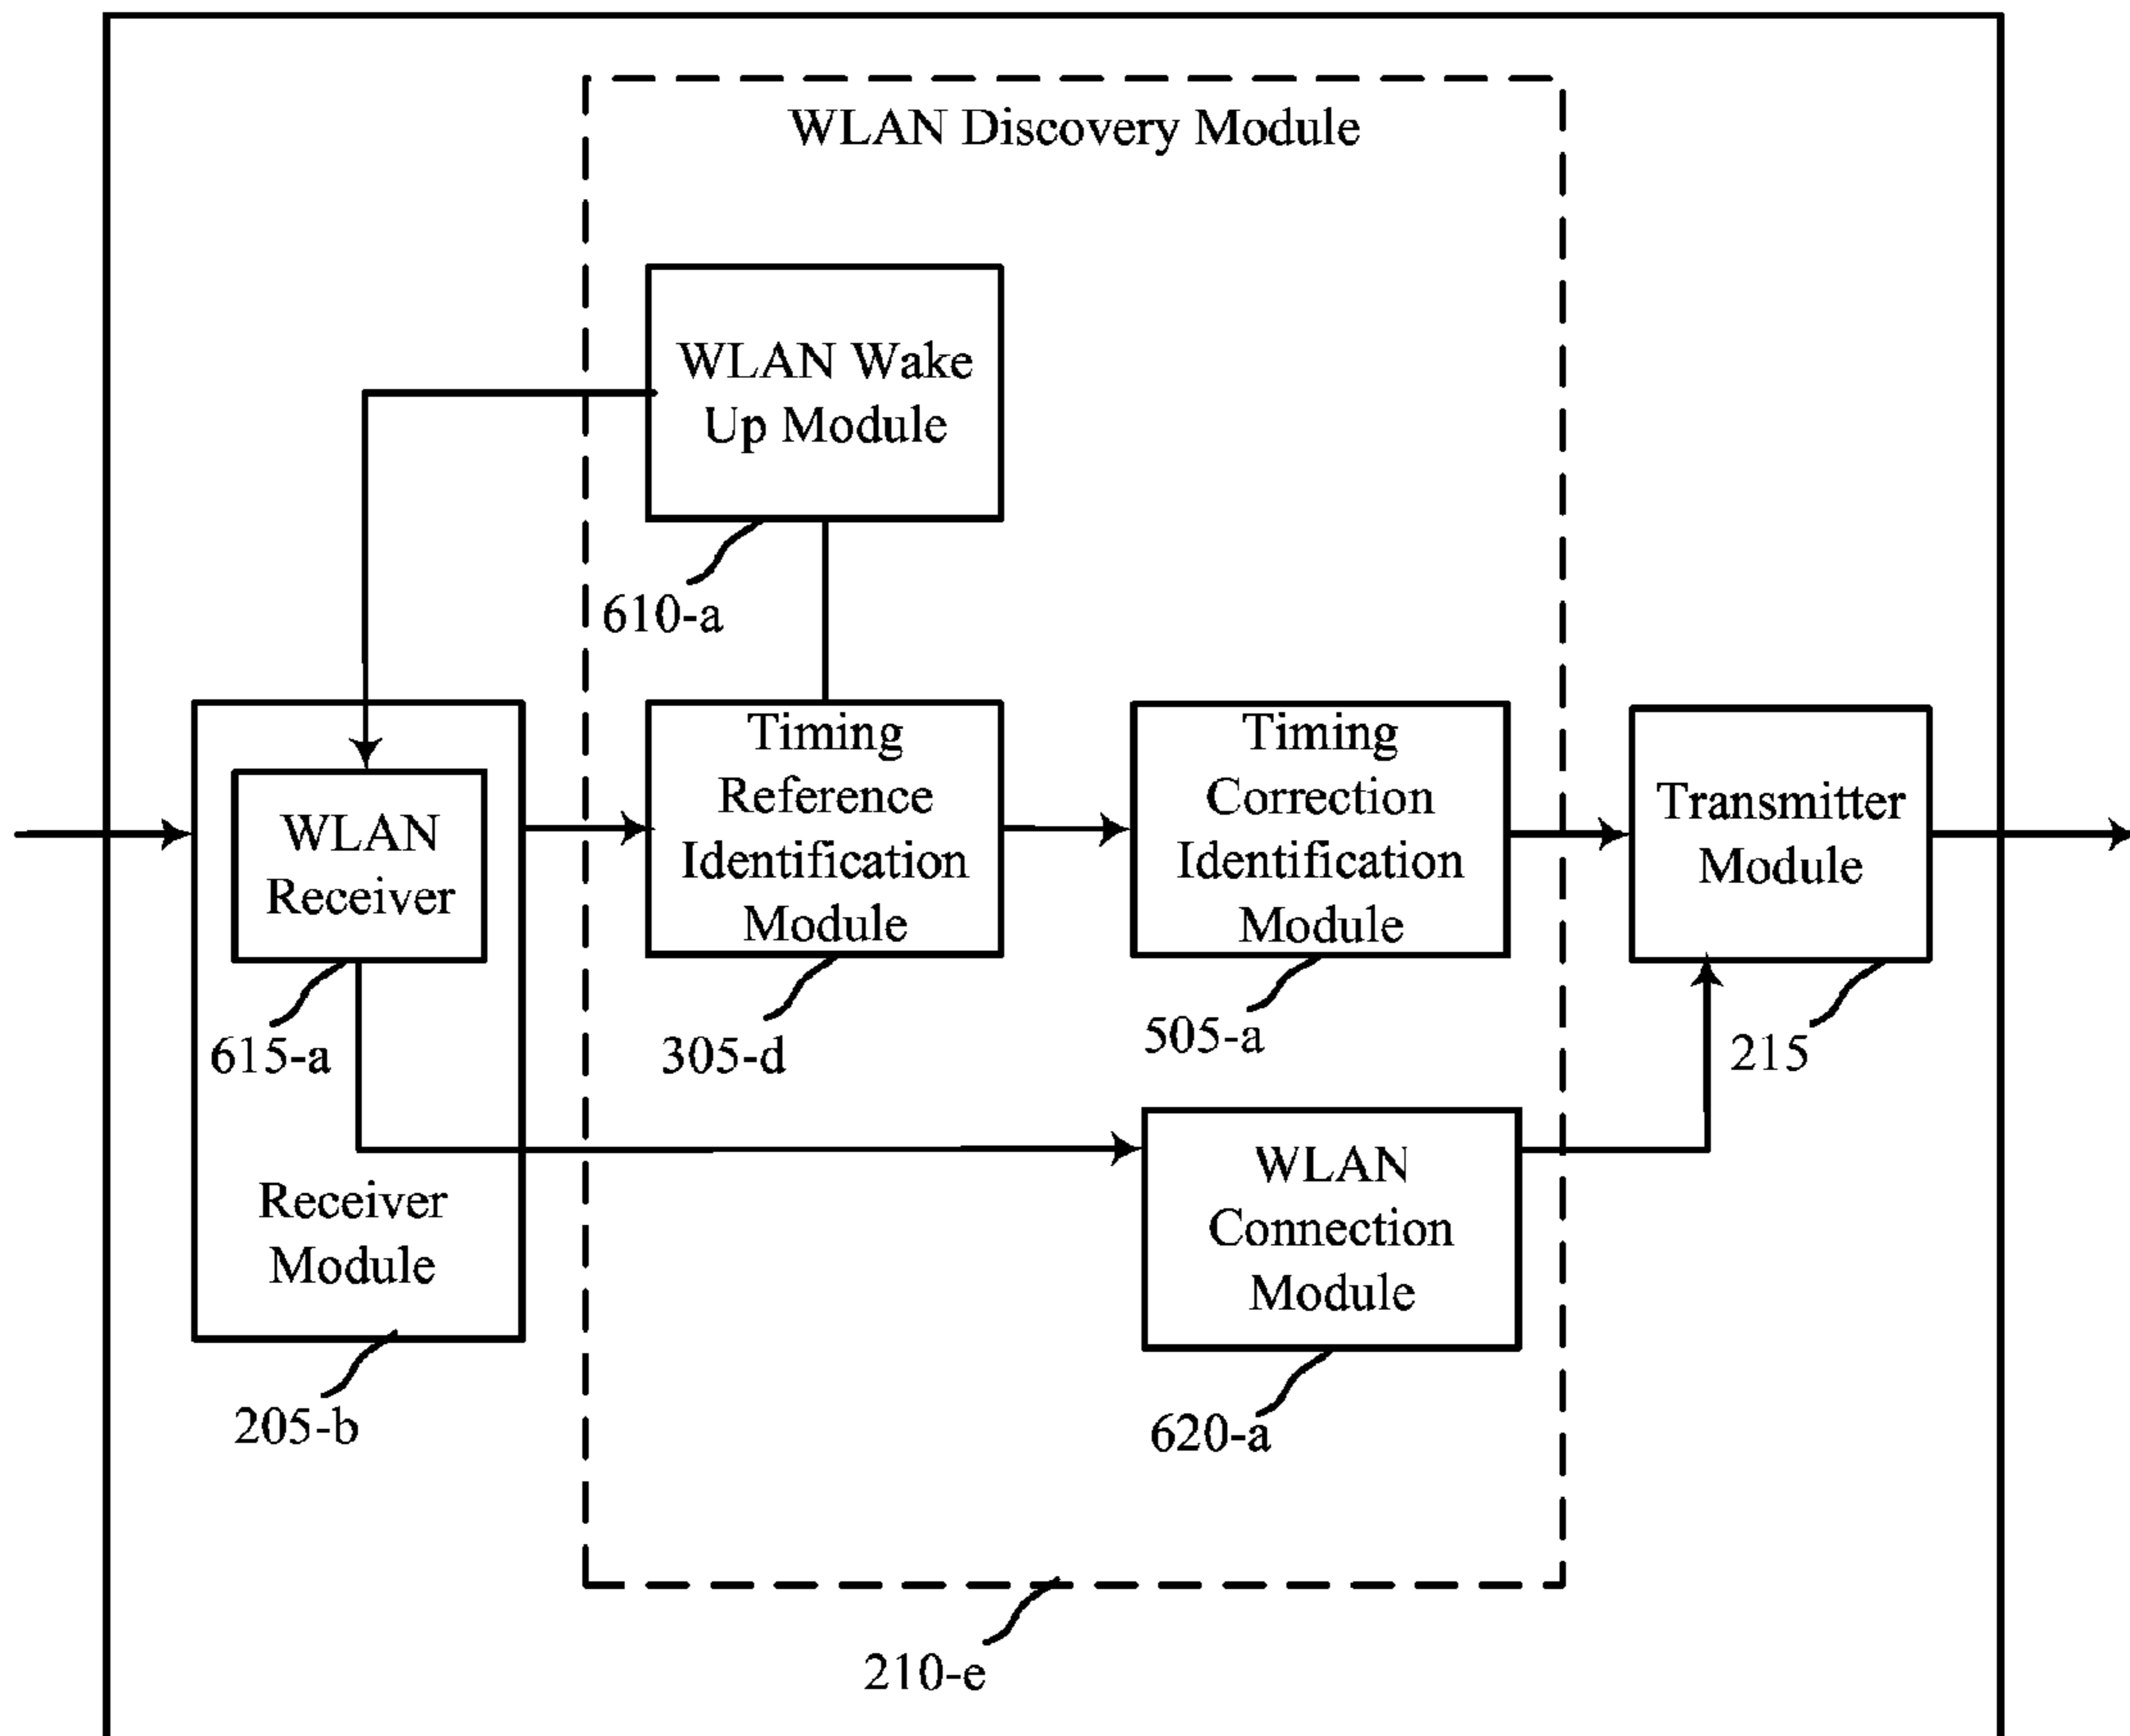 WLAN Discovery Module
WLAN Wake
Up Module
610-a
WLAN
Receiver
615-a
Receiver
Module
205-b
Timing
Reference
Identification
Module
305-d
Timing
Correction
Identification
Module
505-a
Transmitter
Module
215
WLAN
Connection
Module
620-a
210-e